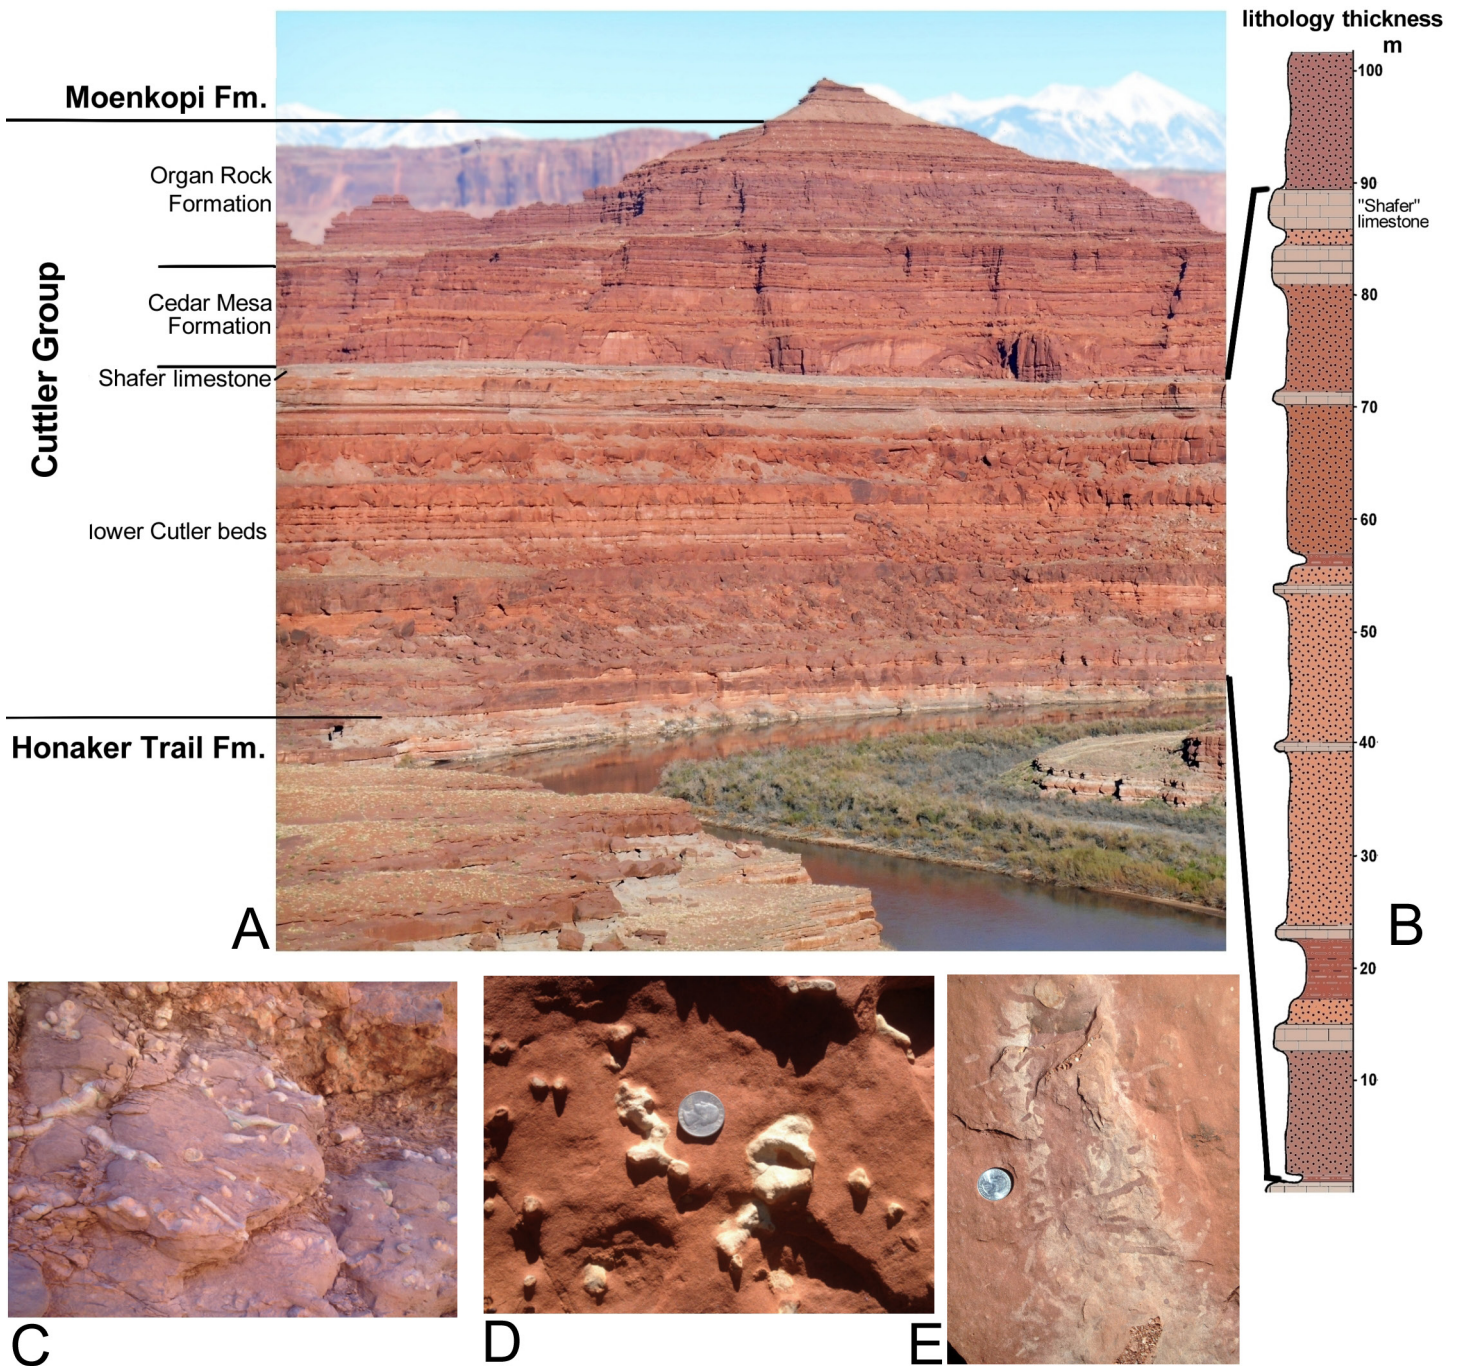 lithology thickness
m
Moenkopi Fm.
Organ Rock
Formation
Cuttler Group
Cedar Mesa
Formation
Shafer limestone
lower Cutler beds
Honaker Trail Fm.
A
100
90
"Shafer"
limestone
80
70
60
50
40
30
20
10
B
C
D
E